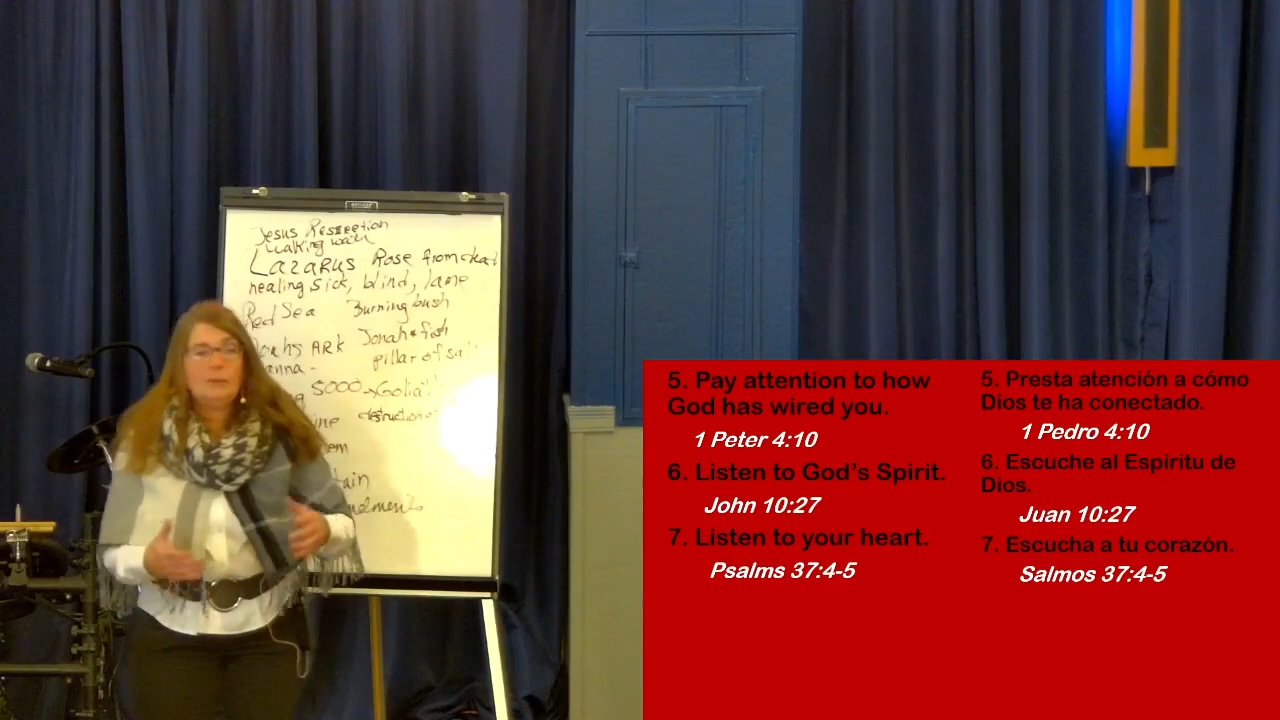 Jesus Ressection
walking water
Lazarus Rose from dead
healing sick, blind, lame
Red Sea Burning bush
ARK Jonah & fish
pillar of
5000
destruction
5. Pay attention to how
God has wired you.
1 Peter 4:10
6. Listen to God's Spirit.
John 10:27
7. Listen to your heart.
Psalms 37:4-5
5. Presta atención a cómo
Dios te ha conectado.
1 Pedro 4:10
6. Escuche al Espíritu de
Dios.
Juan 10:27
7. Escucha a tu corazón.
Salmos 37:4-5